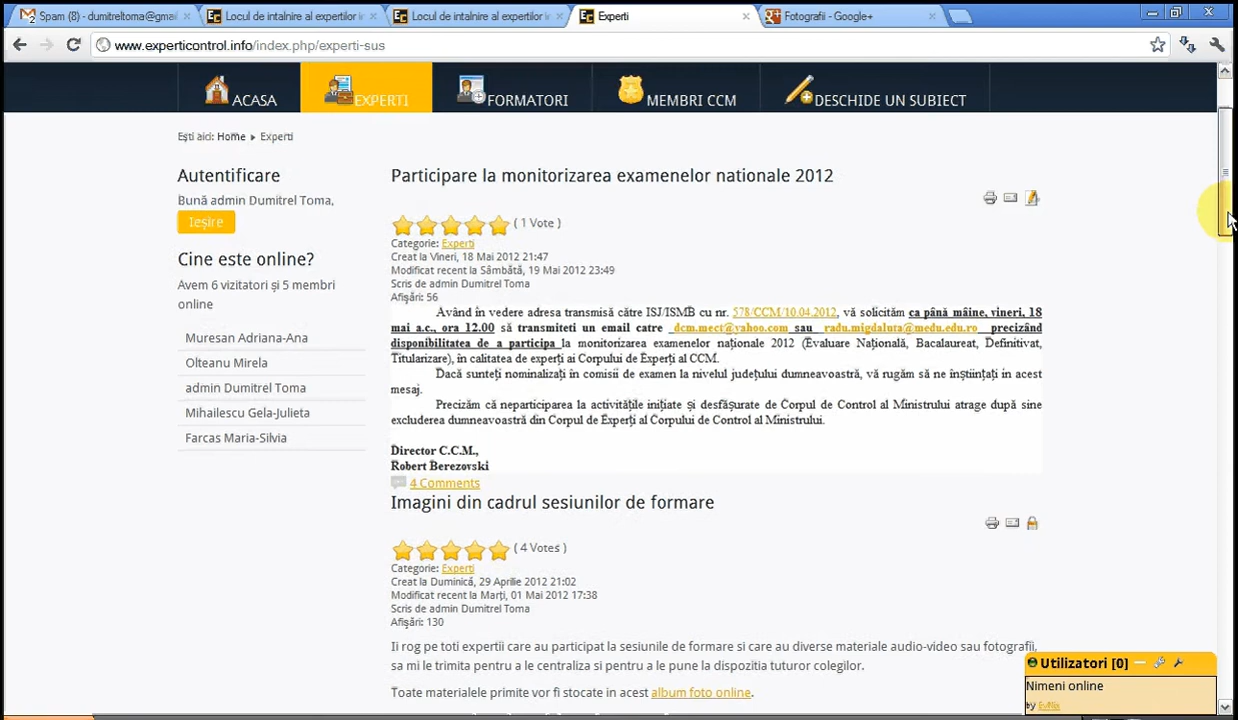 Spam (8) - dumitreltoma@gmai
Locul de intalnire al expertilor in
Locul de intalnire al expertilor in
Experti
Fotografii - Google+
www.experticontrol.info/index.php/experti-sus
ACASA
EXPERTI
FORMATORI
MEMBRI CCM
DESCHIDE UN SUBIECT
Ești aici: Home Experti
Autentificare
Bună admin Dumitrel Toma,
Ieșire
Cine este online?
Avem 6 vizitatori și 5 membri
online
Muresan Adriana-Ana
Olteanu Mirela
admin Dumitrel Toma
Mihailescu Gela-Julieta
Farcas Maria-Silvia
Participare la monitorizarea examenelor nationale 2012
( 1 Vote )
Categorie: Experti
Creat la Vineri, 18 Mai 2012 21:47
Modificat recent la Sâmbătă, 19 Mai 2012 23:49
Scris de admin Dumitrel Toma
Afișări: 56
Având în vedere adresa transmisă către ISJ/ISMB cu nr. 578/CCM/10.04.2012, vă solicităm ca până mâine, vineri, 18
mai a.c., ora 12.00 să transmiteti un email catre dcm.mect@yahoo.com sau radu.migdaluta@medu.edu.ro precizând
disponibilitatea de a participa la monitorizarea examenelor naționale 2012 (Evaluare Națională, Bacalaureat, Definitivat,
Titularizare), în calitatea de experți ai Corpului de Experți al CCM.
Dacă sunteți nominalizați în comisii de examen la nivelul județului dumneavoastră, vă rugăm să ne înștiințați in acest
mesaj.
Precizăm că neparticiparea la activitățile inițiate și desfășurate de Corpul de Control al Ministrului atrage după sine
excluderea dumneavoastră din Corpul de Experți al Corpului de Control al Ministrului.
Director C.C.M.,
Robert Berezovski
4 Comments
Imagini din cadrul sesiunilor de formare
( 4 Votes )
Categorie: Experti
Creat la Duminică, 29 Aprilie 2012 21:02
Modificat recent la Marți, 01 Mai 2012 17:38
Scris de admin Dumitrel Toma
Afișări: 130
Ii rog pe toti expertii care au participat la sesiunile de formare si care au diverse materiale audio-video sau fotografii,
sa mi le trimita pentru a le centraliza si pentru a le pune la dispozitia tuturor colegilor.
Toate materialele primite vor fi stocate in acest album foto online.
Utilizatori [0]
Nimeni online
by EvNix